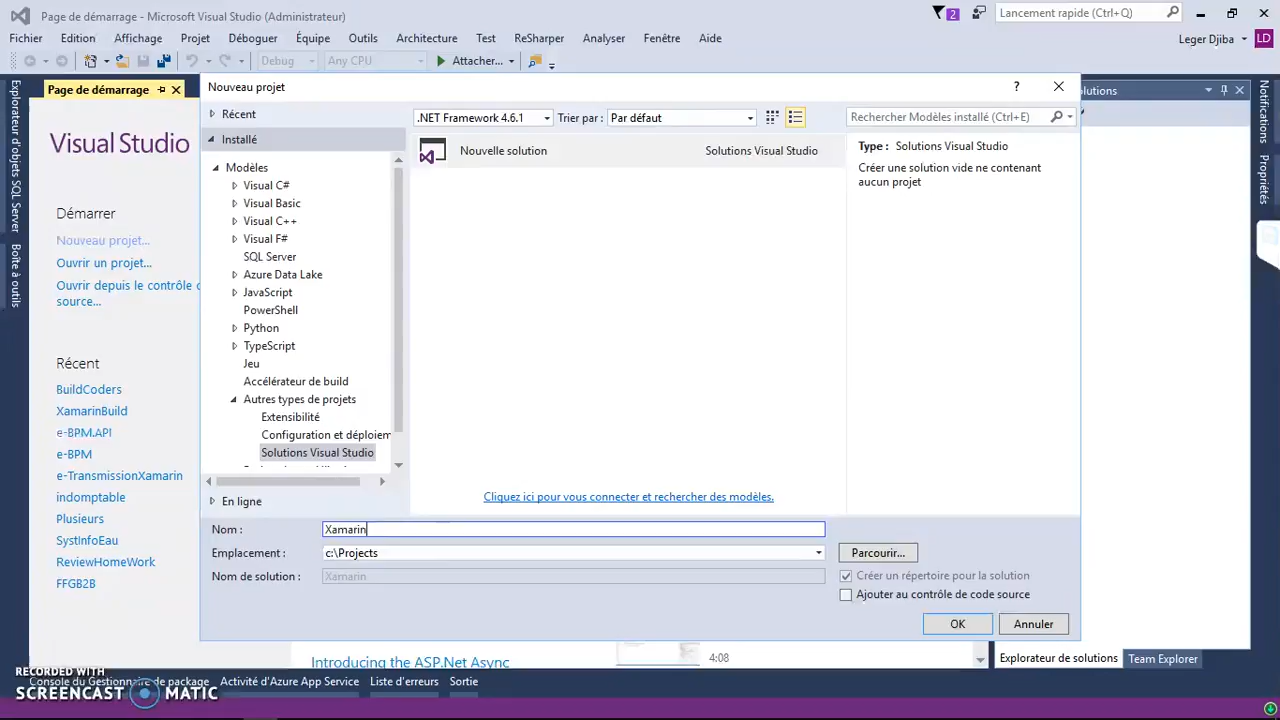 Page de démarrage - Microsoft Visual Studio (Administrateur)
2
Lancement rapide (Ctrl+Q)
Fichier Edition Affichage Projet Déboguer Équipe Outils Architecture Test ReSharper Analyser Fenêtre Aide
Leger Djiba
LD
Debug
Any CPU
Attacher...
Explorateur d'objets SQL Server
Boîte à outils
Page de démarrage
Visual Studio
Démarrer
Nouveau projet...
Ouvrir un projet...
Ouvrir depuis le contrôle
source...
Récent
BuildCoders
XamarinBuild
e-BPM.API
e-BPM
e-TransmissionXamarin
indomptable
Plusieurs
SystInfoEau
ReviewHomeWork
FFGB2B
Nouveau projet
?
Récent
Installé
Modèles
Visual C#
Visual Basic
Visual C++
Visual F#
SQL Server
Azure Data Lake
JavaScript
PowerShell
Python
TypeScript
Jeu
Accélérateur de build
Autres types de projets
Extensibilité
Configuration et déploiem
Solutions Visual Studio
En ligne
.NET Framework 4.6.1
Trier par :
Par défaut
Rechercher Modèles installé (Ctrl+E)
Nouvelle solution
Solutions Visual Studio
Type : Solutions Visual Studio
Créer une solution vide ne contenant
aucun projet
Cliquez ici pour vous connecter et rechercher des modèles.
Nom :
Xamarin
Emplacement :
c:\Projects
Parcourir...
Nom de solution :
Xamarin
Créer un répertoire pour la solution
Ajouter au contrôle de code source
OK
Annuler
olutions
Notifications
Propriétés
Introducing the ASP.Net Async
4:08
Explorateur de solutions
Team Explorer
Console du Gestionnaire de package
Activité d'Azure App Service
Liste d'erreurs
Sortie
RECORDED WITH
SCREENCAST MATIC